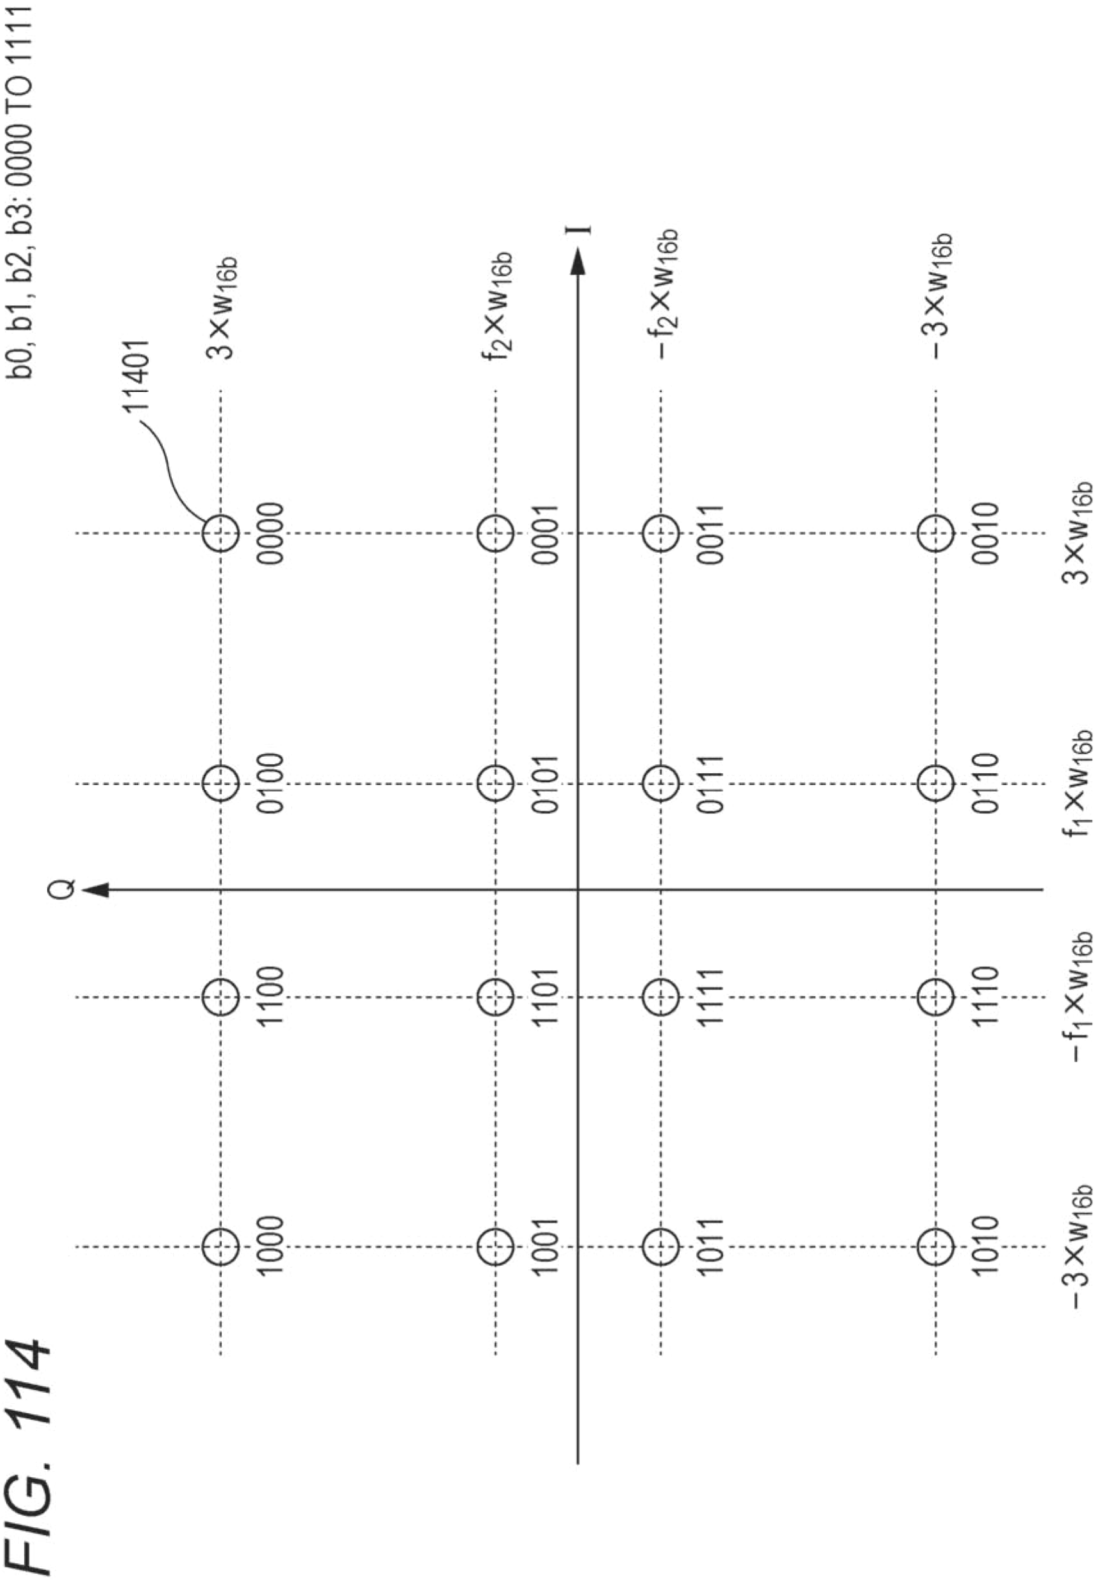 FIG. 114
b0, b1, b2, b3: 0000 TO 1111
Q
11401
3×w16b
1000 1100 0100 0000
f2×w16b
1001 1101 0101 0001
I
−f2×w16b
1011 1111 0111 0011
−3×w16b
1010 1110 0110 0010
−3×w16b −f1×w16b f1×w16b 3×w16b